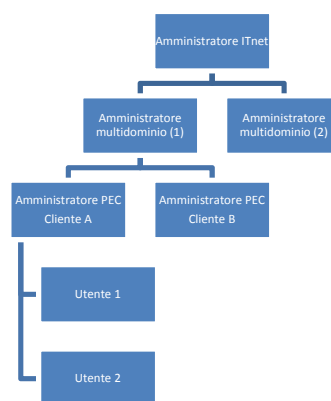 Amministratore ITnet
Amministratore
multidominio (1)
Amministratore
multidominio (2)
Amministratore PEC
Cliente A
Amministratore PEC
Cliente B
Utente 1
Utente 2